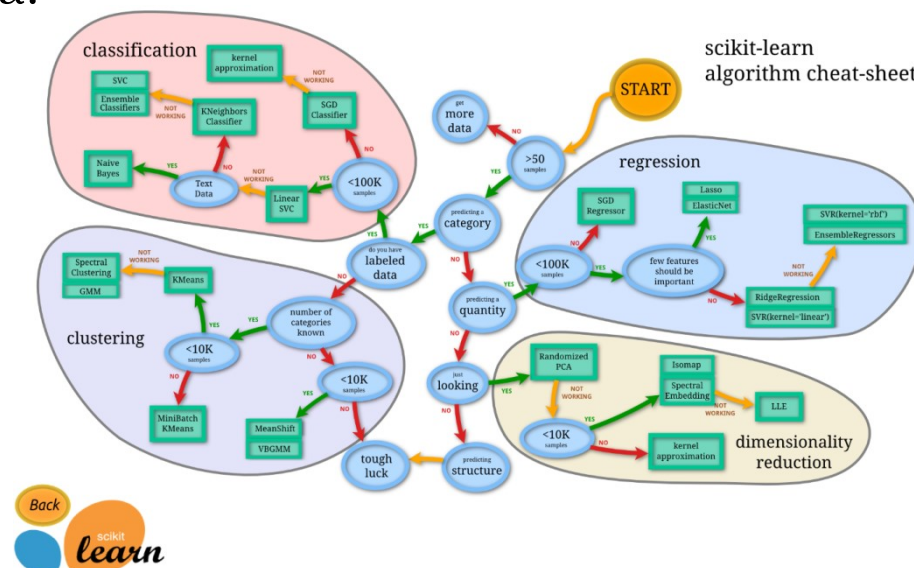 classification
kernel
approximation
NOT
WORKING
SVC
Ensemble
Classifiers
NOT
WORKING
KNeighbors
Classifier
SGD
Classifier
NO
Naive
Bayes
YES
Text
Data
NO
NOT
WORKING
Linear
SVC
YES
<100K
samples
YES
scikit-learn
algorithm cheat-sheet
START
get
more
data
NO
>50
samples
YES
predicting a
category
YES
do you have
labeled
data
NO
NO
predicting a
quantity
YES
NO
just
looking
YES
NO
predicting
structure
tough
luck
regression
SGD
Regressor
NO
<100K
samples
YES
Lasso
ElasticNet
YES
few features
should be
important
NO
SVR(kernel='rbf')
EnsembleRegressors
NOT
WORKING
RidgeRegression
SVR(kernel='linear')
clustering
Spectral
Clustering
GMM
NOT
WORKING
KMeans
YES
<10K
samples
YES
number of
categories
known
NO
NO
MiniBatch
KMeans
<10K
samples
YES
NO
MeanShift
VBGMM
Randomized
PCA
NOT
WORKING
<10K
samples
YES
NO
Isomap
Spectral
Embedding
NOT
WORKING
LLE
kernel
approximation
dimensionality
reduction
Back
scikit
learn